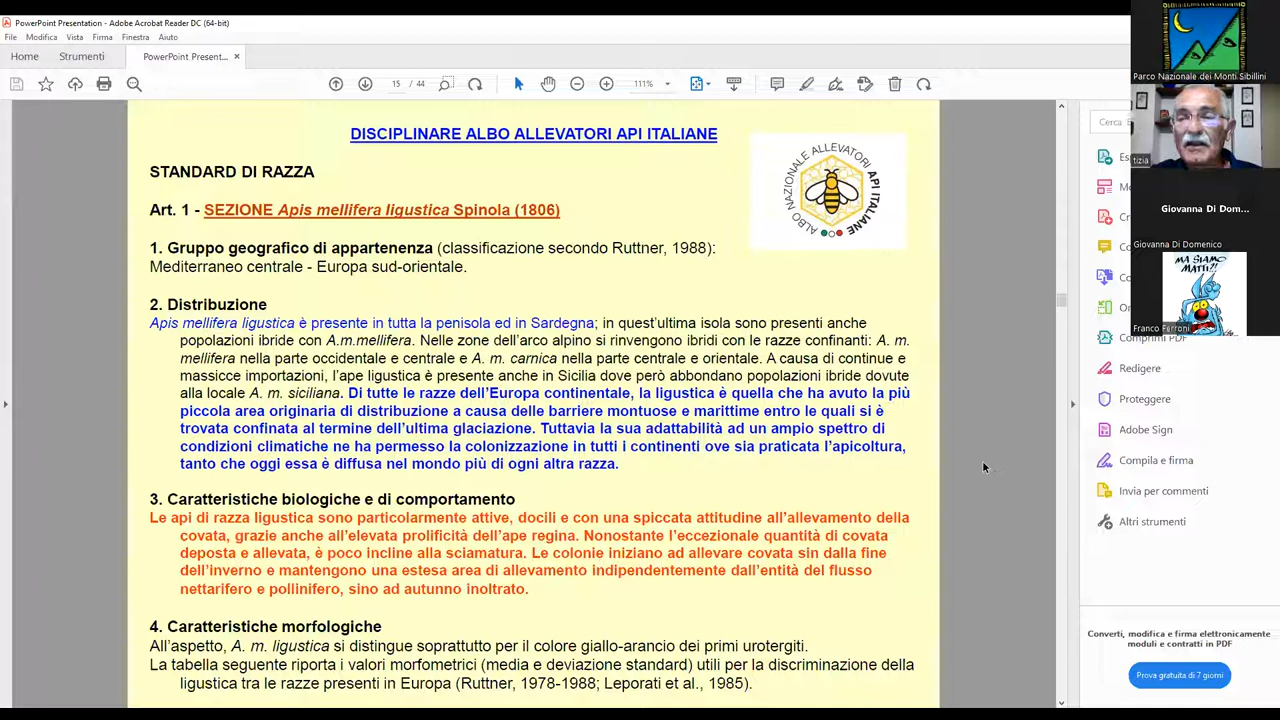 PowerPoint Presentation - Adobe Acrobat Reader DC (64-bit)
File Modifica Vista Firma Finestra Aiuto
Home Strumenti PowerPoint Present... ×
15 / 44 111%
DISCIPLINARE ALBO ALLEVATORI API ITALIANE
STANDARD DI RAZZA
ALBO NAZIONALE ALLEVATORI API ITALIANE
Art. 1 - SEZIONE Apis mellifera ligustica Spinola (1806)
1. Gruppo geografico di appartenenza (classificazione secondo Ruttner, 1988):
Mediterraneo centrale - Europa sud-orientale.
2. Distribuzione
Apis mellifera ligustica è presente in tutta la penisola ed in Sardegna; in quest'ultima isola sono presenti anche
popolazioni ibride con A.m.mellifera. Nelle zone dell'arco alpino si rinvengono ibridi con le razze confinanti: A. m.
mellifera nella parte occidentale e centrale e A. m. carnica nella parte centrale e orientale. A causa di continue e
massicce importazioni, l'ape ligustica è presente anche in Sicilia dove però abbondano popolazioni ibride dovute
alla locale A. m. siciliana. Di tutte le razze dell'Europa continentale, la ligustica è quella che ha avuto la più
piccola area originaria di distribuzione a causa delle barriere montuose e marittime entro le quali si è
trovata confinata al termine dell'ultima glaciazione. Tuttavia la sua adattabilità ad un ampio spettro di
condizioni climatiche ne ha permesso la colonizzazione in tutti i continenti ove sia praticata l'apicoltura,
tanto che oggi essa è diffusa nel mondo più di ogni altra razza.
3. Caratteristiche biologiche e di comportamento
Le api di razza ligustica sono particolarmente attive, docili e con una spiccata attitudine all'allevamento della
covata, grazie anche all'elevata prolificità dell'ape regina. Nonostante l'eccezionale quantità di covata
deposta e allevata, è poco incline alla sciamatura. Le colonie iniziano ad allevare covata sin dalla fine
dell'inverno e mantengono una estesa area di allevamento indipendentemente dall'entità del flusso
nettarifero e pollinifero, sino ad autunno inoltrato.
4. Caratteristiche morfologiche
All'aspetto, A. m. ligustica si distingue soprattutto per il colore giallo-arancio dei primi urotergiti.
La tabella seguente riporta i valori morfometrici (media e deviazione standard) utili per la discriminazione della
ligustica tra le razze presenti in Europa (Ruttner, 1978-1988; Leporati et al., 1985).
Parco Nazionale dei Monti Sibillini
tizia
Giovanna Di Dom...
Giovanna Di Domenico
MA SIAMO
MATTI!!
Franco Ferroni
Cerca
Comprimi PDF
Redigere
Proteggere
Adobe Sign
Compila e firma
Invia per commenti
Altri strumenti
Converti, modifica e firma elettronicamente
moduli e contratti in PDF
Prova gratuita di 7 giorni